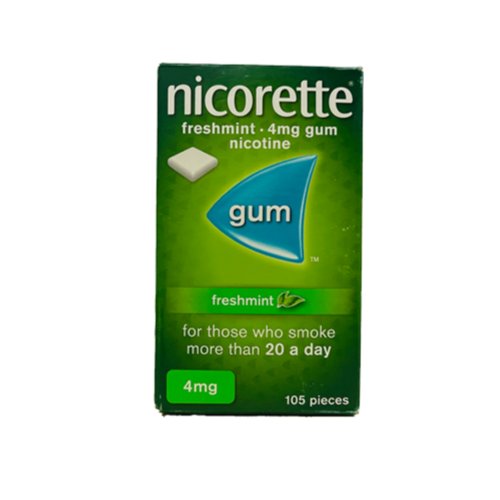 nicorette®
freshmint · 4mg gum
nicotine
gum
™
freshmint
for those who smoke
more than 20 a day
4mg
105 pieces